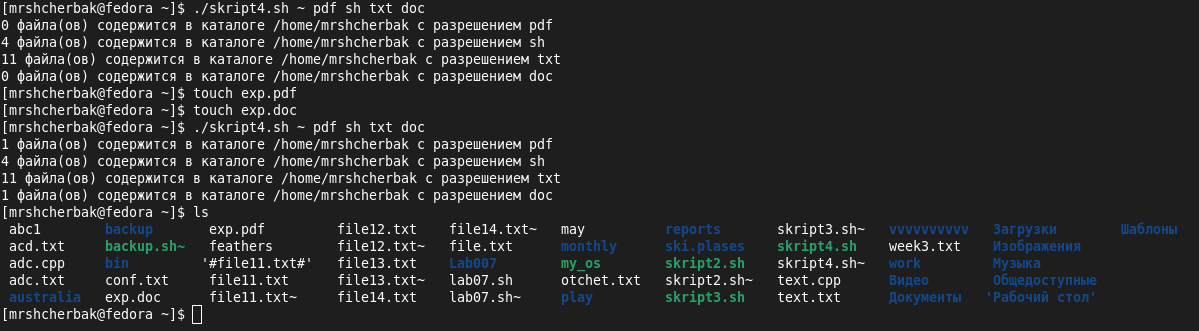 [mrshcherbak@fedora ~]$ ./skript4.sh ~ pdf sh txt doc
0 файла(ов) содержится в каталоге /home/mrshcherbak с разрешением pdf
4 файла(ов) содержится в каталоге /home/mrshcherbak с разрешением sh
11 файла(ов) содержится в каталоге /home/mrshcherbak с разрешением txt
0 файла(ов) содержится в каталоге /home/mrshcherbak с разрешением doc
[mrshcherbak@fedora ~]$ touch exp.pdf
[mrshcherbak@fedora ~]$ touch exp.doc
[mrshcherbak@fedora ~]$ ./skript4.sh ~ pdf sh txt doc
1 файла(ов) содержится в каталоге /home/mrshcherbak с разрешением pdf
4 файла(ов) содержится в каталоге /home/mrshcherbak с разрешением sh
11 файла(ов) содержится в каталоге /home/mrshcherbak с разрешением txt
1 файла(ов) содержится в каталоге /home/mrshcherbak с разрешением doc
[mrshcherbak@fedora ~]$ ls
abc1 backup exp.pdf file12.txt file14.txt~ may reports skript3.sh~ vvvvvvvvvv Загрузки Шаблоны
acd.txt backup.sh~ feathers file12.txt~ file.txt monthly ski.plases skript4.sh week3.txt Изображения
adc.cpp bin '#file11.txt#' file13.txt Lab007 my_os skript2.sh skript4.sh~ work Музыка
adc.txt conf.txt file11.txt file13.txt~ lab07.sh otchet.txt skript2.sh~ text.cpp Видео Общедоступные
australia exp.doc file11.txt~ file14.txt lab07.sh~ play skript3.sh text.txt Документы 'Рабочий стол'
[mrshcherbak@fedora ~]$